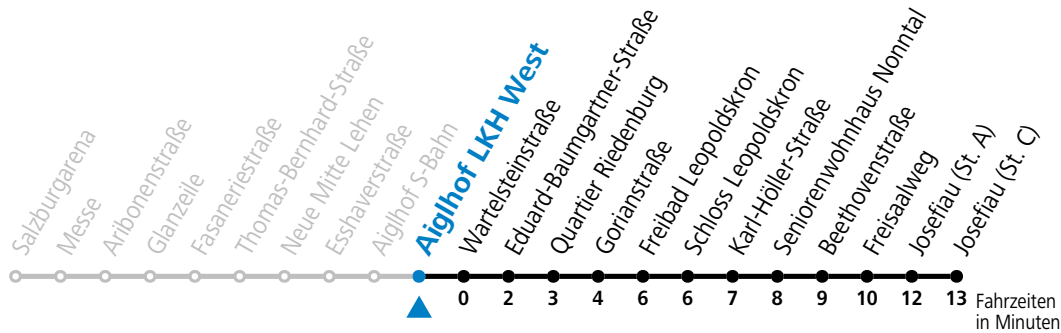 Salzburgarena
Messe
Aribonenstraße
Glanzeile
Fasaneriestraße
Thomas-Bernhard-Straße
Neue Mitte Lehen
Esshaverstraße
Aiglhof S-Bahn
Aiglhof LKH West
Wartelsteinstraße
Eduard-Baumgartner-Straße
Quartier Riedenburg
Gorianstraße
Freibad Leopoldskron
Schloss Leopoldskron
Karl-Höller-Straße
Seniorenwohnhaus Nonntal
Beethovenstraße
Freisaalweg
Josefiau (St. A)
Josefiau (St. C)
0 2 3 4 6 6 7 8 9 10 12 13 Fahrzeiten
in Minuten